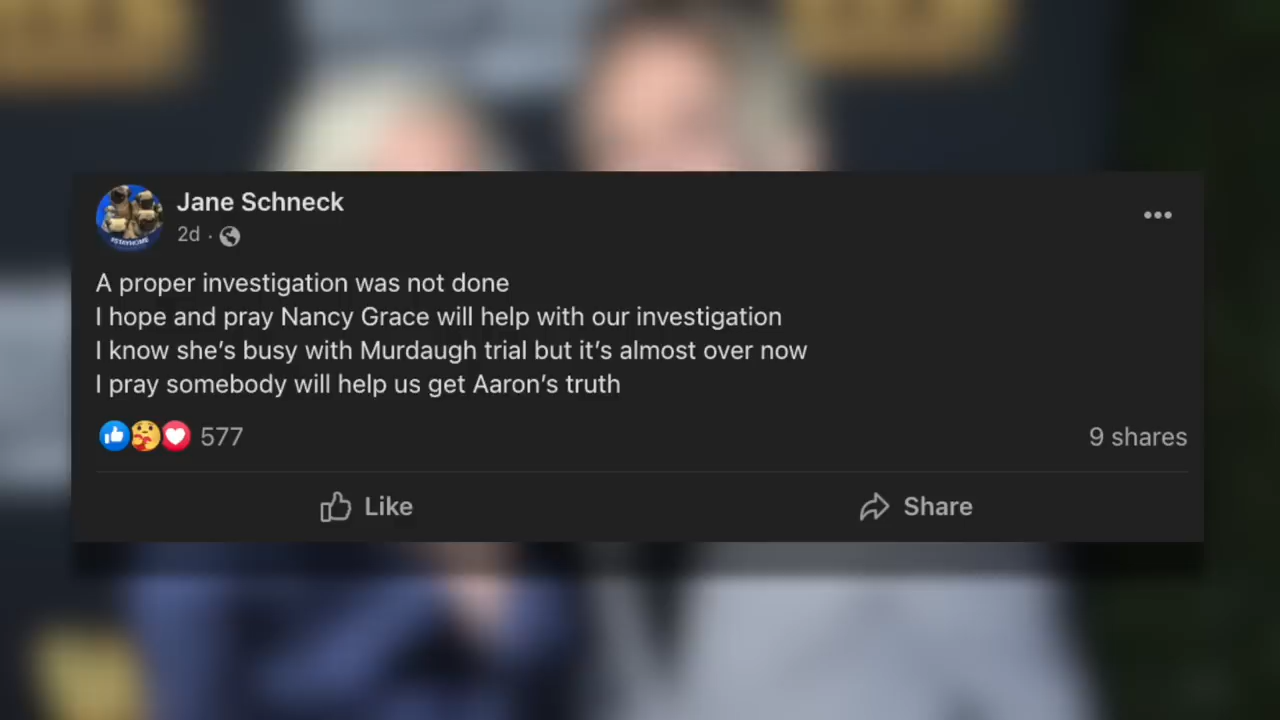 Jane Schneck
2d ·
A proper investigation was not done
I hope and pray Nancy Grace will help with our investigation
I know she's busy with Murdaugh trial but it's almost over now
I pray somebody will help us get Aaron's truth
577
9 shares
Like
Share